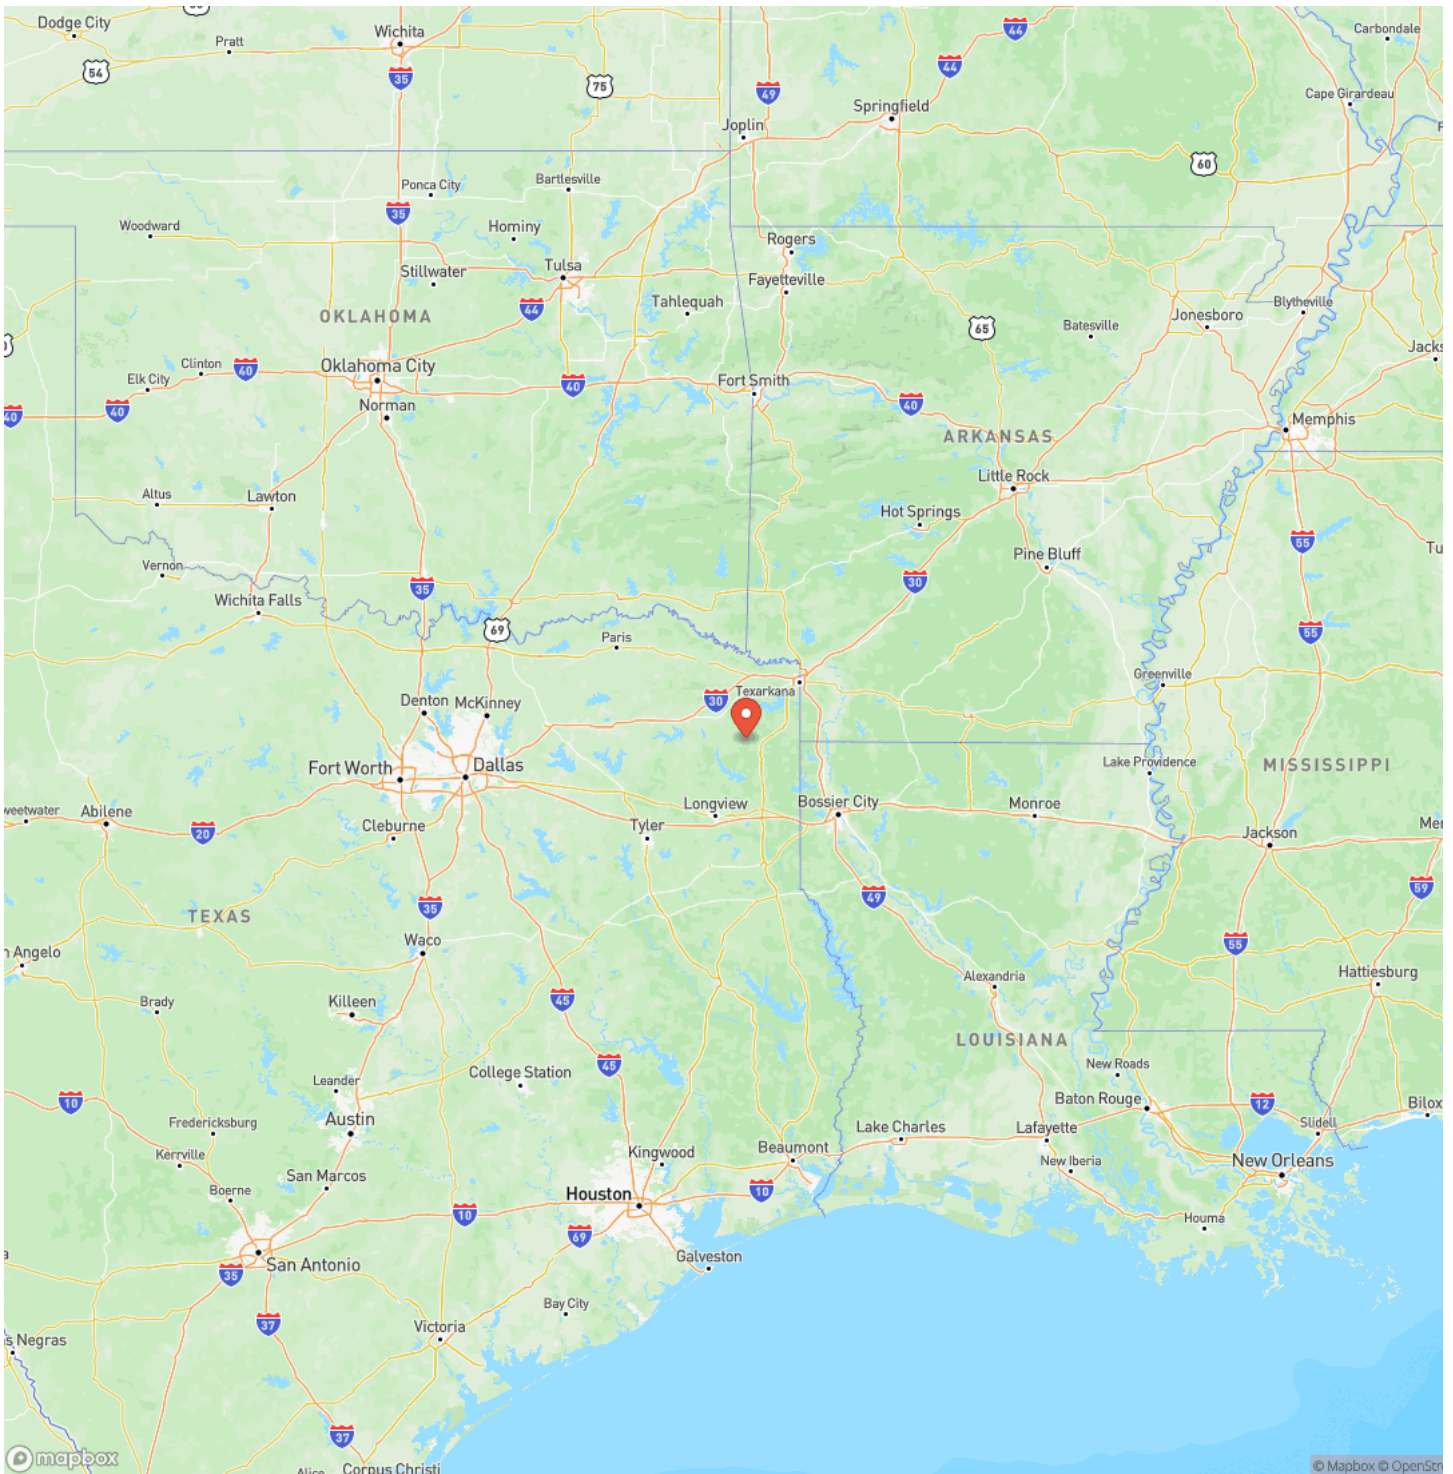 Dodge City
Pratt
Wichita
44
Carbondale
54
35
75
49
44
Cape Girardeau
Springfield
Joplin
60
Ponca City
Bartlesville
35
Woodward
Hominy
Rogers
Stillwater
Tulsa
Fayetteville
Tahlequah
Blytheville
OKLAHOMA
44
65
Batesville
Jonesboro
Clinton
40
Oklahoma City
Elk City
40
Fort Smith
40
40
40
Norman
Memphis
ARKANSAS
Little Rock
Altus
Lawton
Hot Springs
55
Pine Bluff
Vernon
35
30
Wichita Falls
69
Paris
55
Greenville
Texarkana
30
Denton
McKinney
Fort Worth
Dallas
Lake Providence
MISSISSIPPI
Longview
Bossier City
Monroe
weetwater
Abilene
20
Cleburne
Tyler
Jackson
49
59
35
TEXAS
Waco
55
n Angelo
Alexandria
Hattiesburg
Brady
Killeen
45
LOUISIANA
45
College Station
New Roads
Leander
10
Baton Rouge
12
Bilox
Fredericksburg
Austin
Lake Charles
Lafayette
Slidell
Kerrville
Kingwood
Beaumont
New Iberia
New Orleans
San Marcos
Boerne
Houston
10
10
Houma
69
San Antonio
35
Galveston
Bay City
37
Victoria
s Negras
37
mapbox
Corpus Christi
© Mapbox © OpenStr